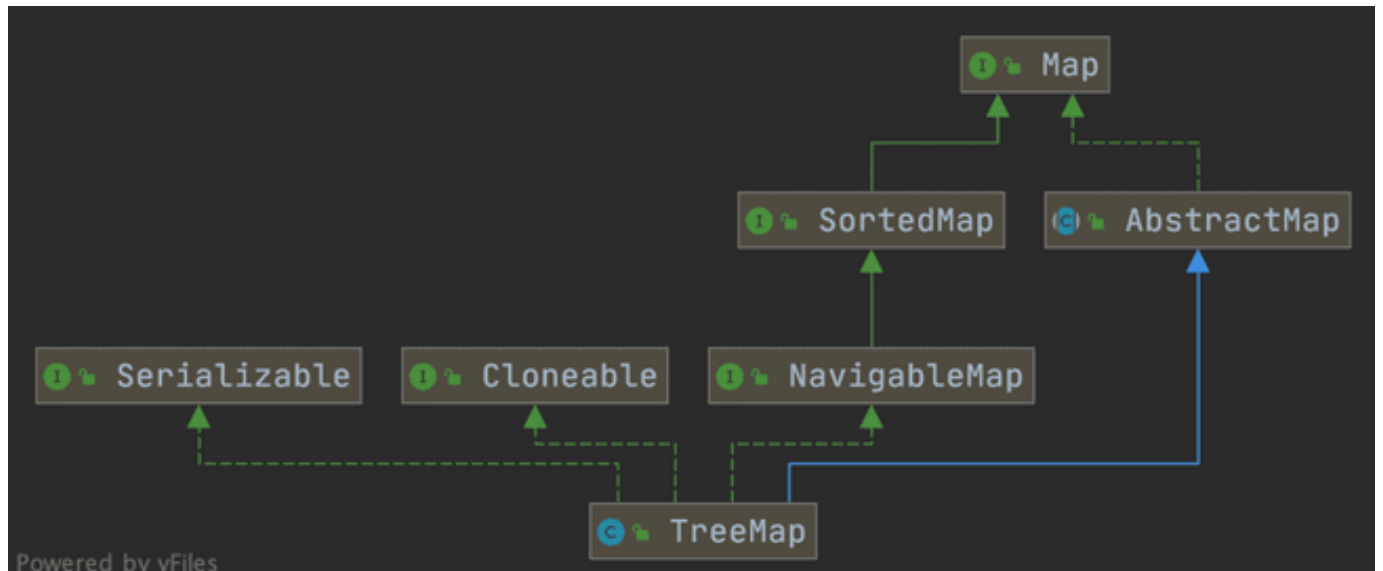 Map
SortedMap
AbstractMap
Serializable
Cloneable
NavigableMap
TreeMap
Powered by yFiles